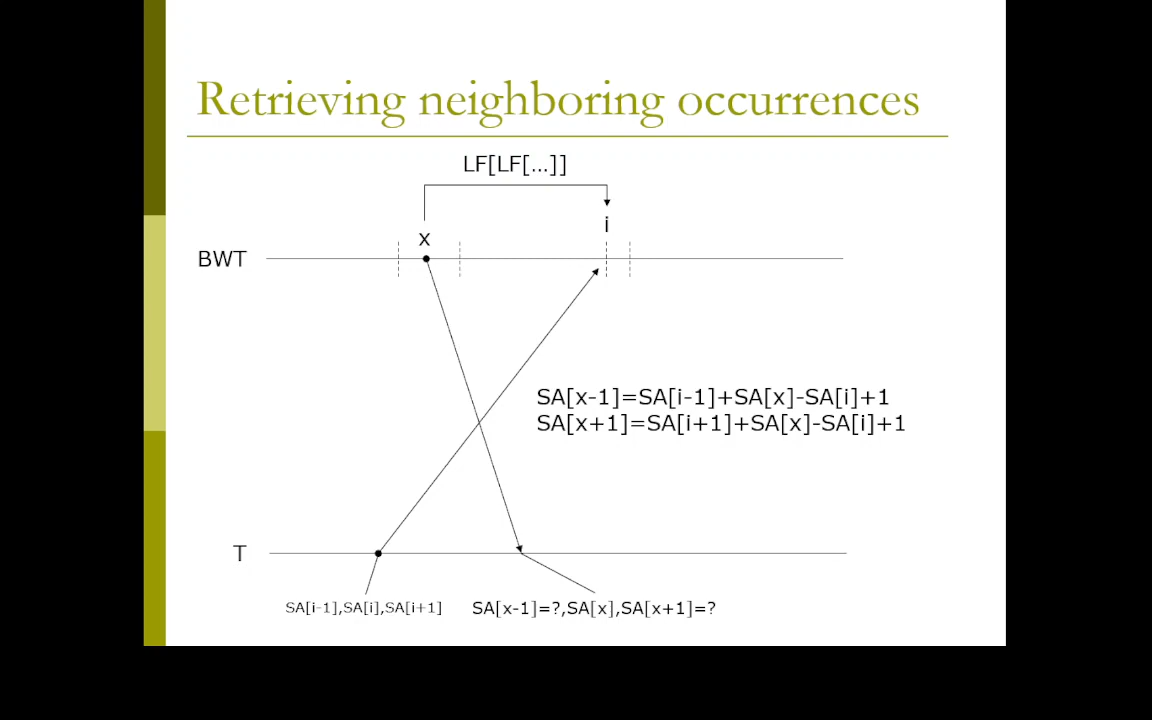 Retrieving neighboring occurrences
LF[LF[...]]
i
x
BWT
SA[x-1]=SA[i-1]+SA[x]-SA[i]+1
SA[x+1]=SA[i+1]+SA[x]-SA[i]+1
T
SA[i-1],SA[i],SA[i+1]
SA[x-1]=?,SA[x],SA[x+1]=?